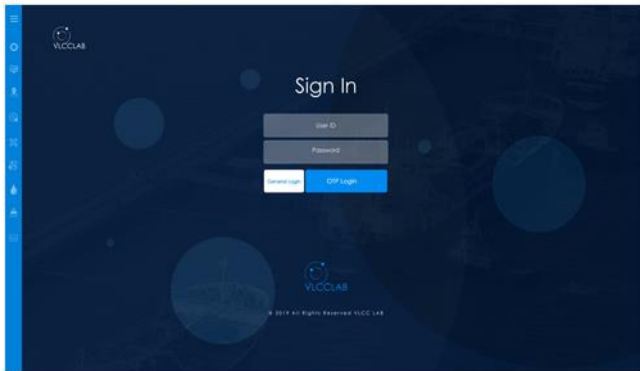 VLCCLAB
Sign In
User ID
Password
General Login
OTP Login
VLCCLAB
© 2019 All Rights Reserved VLCC LAB